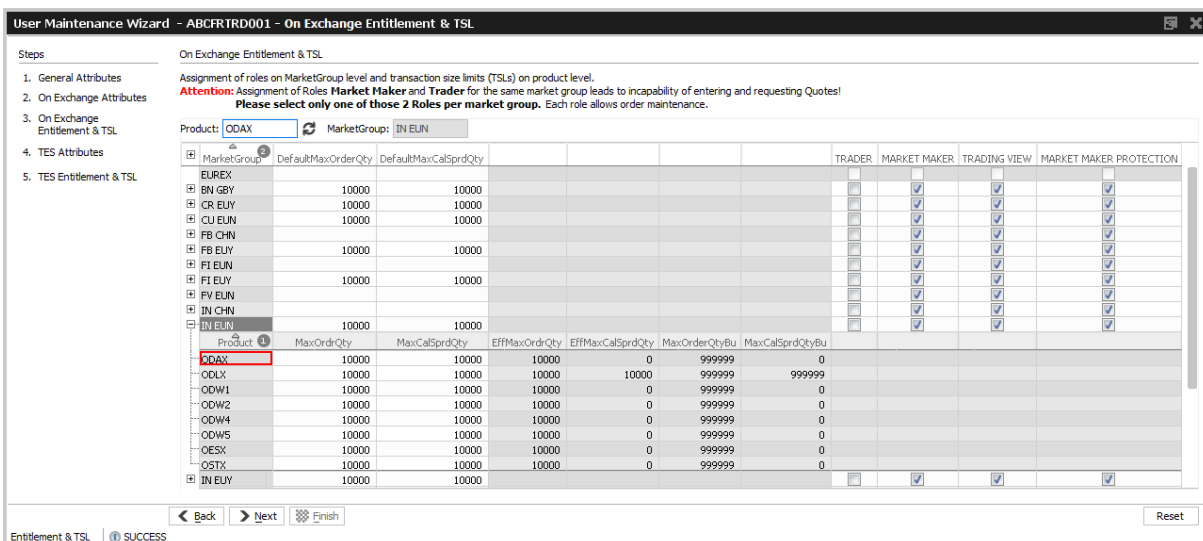 User Maintenance Wizard - ABCFRTRD001 - On Exchange Entitlement & TSL
Steps
1. General Attributes
2. On Exchange Attributes
3. On Exchange
Entitlement & TSL
4. TES Attributes
5. TES Entitlement & TSL
On Exchange Entitlement & TSL
Assignment of roles on MarketGroup level and transaction size limits (TSLs) on product level.
Attention: Assignment of Roles Market Maker and Trader for the same market group leads to incapability of entering and requesting Quotes!
Please select only one of those 2 Roles per market group. Each role allows order maintenance.
Product: ODAX MarketGroup: IN EUN
MarketGroup 2 DefaultMaxOrderQty DefaultMaxCalSprdQty TRADER MARKET MAKER TRADING VIEW MARKET MAKER PROTECTION
EUREX
BN GBY 10000 10000
CR EUY 10000 10000
CU EUN 10000 10000
FB CHN
FB EUY 10000 10000
FI EUN
FI EUY 10000 10000
FV EUN
IN CHN
IN EUN 10000 10000
Product 1 MaxOrdrQty MaxCalSprdQty EffMaxOrdrQty EffMaxCalSprdQty MaxOrderQtyBu MaxCalSprdQtyBu
ODAX 10000 10000 10000 0 999999 0
ODLX 10000 10000 10000 10000 999999 999999
ODW1 10000 10000 10000 0 999999 0
ODW2 10000 10000 10000 0 999999 0
ODW4 10000 10000 10000 0 999999 0
ODW5 10000 10000 10000 0 999999 0
OESX 10000 10000 10000 0 999999 0
OSTX 10000 10000 10000 0 999999 0
IN EUY 10000 10000
Back Next Finish Reset
Entitlement & TSL SUCCESS